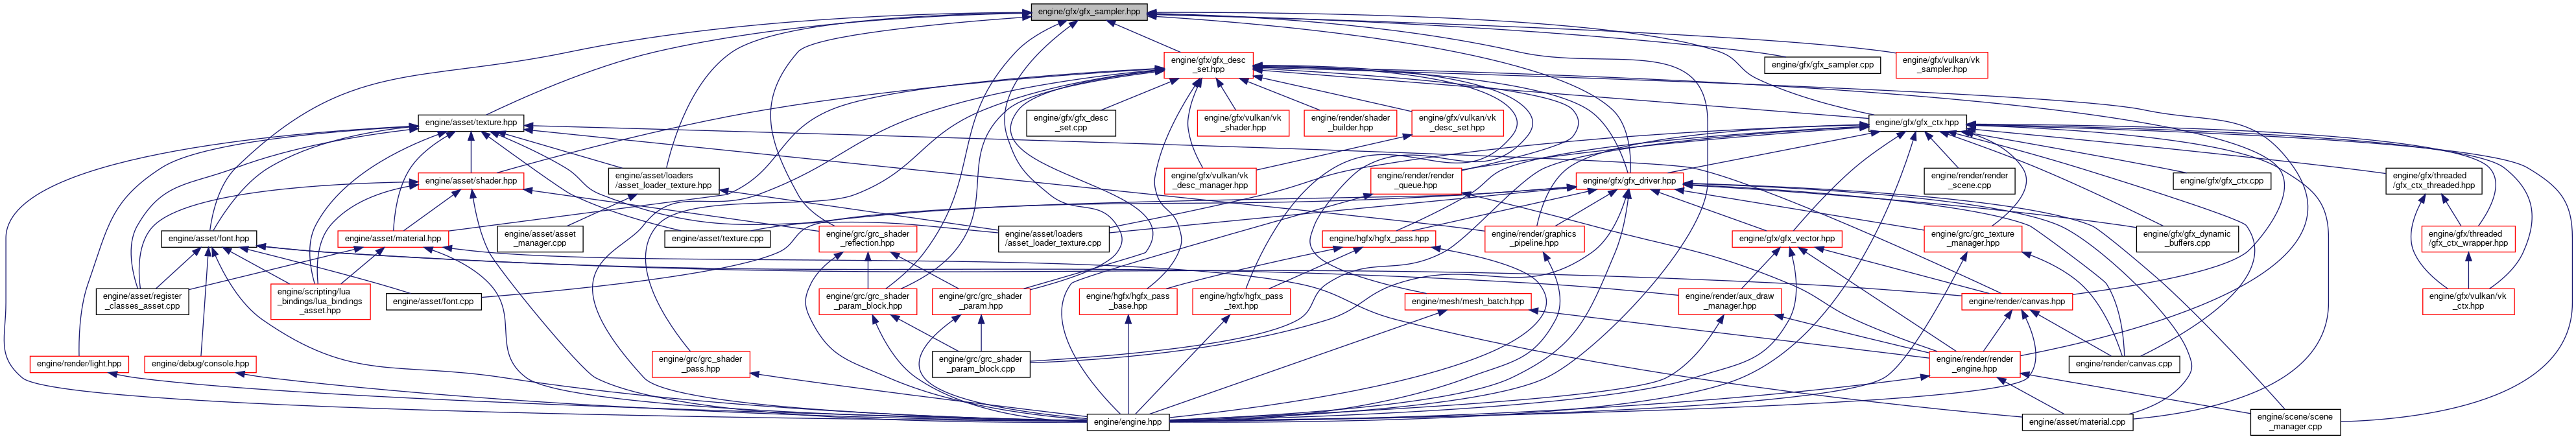 engine/gfx/gfx_sampler.hpp
engine/gfx/gfx_desc
_set.hpp
engine/gfx/gfx_sampler.cpp
engine/gfx/vulkan/vk
_sampler.hpp
engine/asset/texture.hpp
engine/gfx/gfx_desc
_set.cpp
engine/gfx/vulkan/vk
_shader.hpp
engine/render/shader
_builder.hpp
engine/gfx/vulkan/vk
_desc_set.hpp
engine/gfx/gfx_ctx.hpp
engine/asset/shader.hpp
engine/asset/loaders
/asset_loader_texture.hpp
engine/gfx/vulkan/vk
_desc_manager.hpp
engine/render/render
_queue.hpp
engine/gfx/gfx_driver.hpp
engine/render/render
_scene.cpp
engine/gfx/gfx_ctx.cpp
engine/gfx/threaded
/gfx_ctx_threaded.hpp
engine/asset/font.hpp
engine/asset/material.hpp
engine/asset/asset
_manager.cpp
engine/asset/texture.cpp
engine/grc/grc_shader
_reflection.hpp
engine/asset/loaders
/asset_loader_texture.cpp
engine/hgfx/hgfx_pass.hpp
engine/render/graphics
_pipeline.hpp
engine/gfx/gfx_vector.hpp
engine/grc/grc_texture
_manager.hpp
engine/gfx/gfx_dynamic
_buffers.cpp
engine/gfx/threaded
/gfx_ctx_wrapper.hpp
engine/asset/register
_classes_asset.cpp
engine/scripting/lua
_bindings/lua_bindings
_asset.hpp
engine/asset/font.cpp
engine/grc/grc_shader
_param_block.hpp
engine/grc/grc_shader
_param.hpp
engine/hgfx/hgfx_pass
_base.hpp
engine/hgfx/hgfx_pass
_text.hpp
engine/mesh/mesh_batch.hpp
engine/render/aux_draw
_manager.hpp
engine/render/canvas.hpp
engine/gfx/vulkan/vk
_ctx.hpp
engine/render/light.hpp
engine/debug/console.hpp
engine/grc/grc_shader
_pass.hpp
engine/grc/grc_shader
_param_block.cpp
engine/render/render
_engine.hpp
engine/render/canvas.cpp
engine/engine.hpp
engine/asset/material.cpp
engine/scene/scene
_manager.cpp